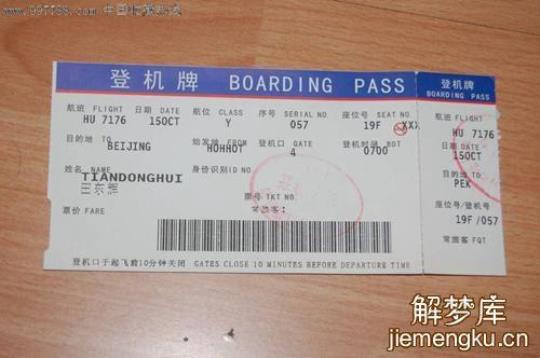 www.997788.com 中国收藏热线
登机牌 BOARDING PASS
登机牌
BOARDING PASS
航班 FLIGHT 日期 DATE 舱位 CLASS 序号 SERIAL NO. 座位号 SEAT NO.
HU 7176 15OCT Y 057 19F XXX
目的地 TO 始发地 FROM 登机口 GATE 登机时间 BDT
BEIJING HOHHOT 4 0700
姓名 NAME 身份识别 ID NO
TIANDONGHUI
田东辉
票号 TKT NO
票价 FARE 常旅客:
登机口于起飞前10分钟关闭 GATES CLOSE 10 MINUTES BEFORE DEPARTURE TIME
航班 FLIGHT
HU 7176
日期 DATE
15OCT
目的地 TO
PEK
座位号/登机号
19F/057
常旅客 FQT
解梦库
jiemengku.cn